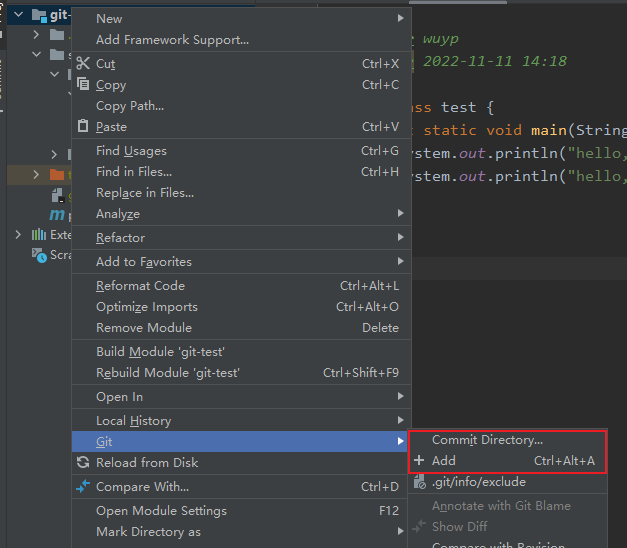 git-
New
Add Framework Support...
wuyp
Cut Ctrl+X
2022-11-11 14:18
Copy Ctrl+C
Copy Path...
test {
Paste Ctrl+V
static void main(String
Find Usages Ctrl+G
.out.println("hello,
Find in Files... Ctrl+H
.out.println("hello,
Replace in Files...
Analyze
Refactor
Add to Favorites
Reformat Code Ctrl+Alt+L
Optimize Imports Ctrl+Alt+O
Remove Module Delete
Build Module 'git-test'
Rebuild Module 'git-test' Ctrl+Shift+F9
Open In
Local History
Git
Commit Directory...
Reload from Disk
Add Ctrl+Alt+A
Compare With... Ctrl+D
.git/info/exclude
Open Module Settings F12
Annotate with Git Blame
Mark Directory as
Show Diff
Compare with Revision